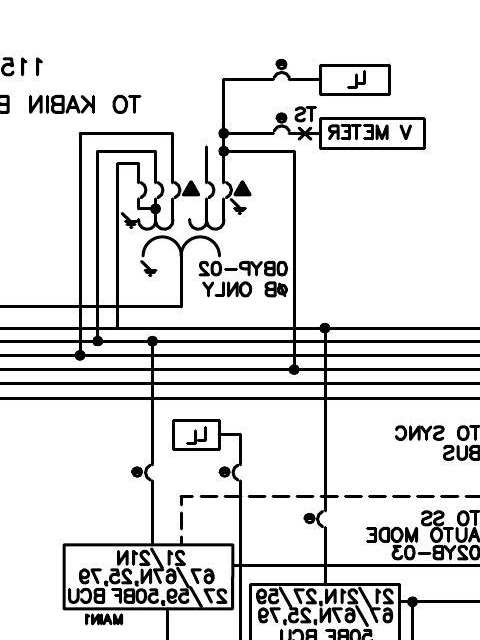 115
TO KABIN
LL
TS
V METER
0BYP-02
ØB ONLY
LL
TO SYNC
BUS
TO SS
AUTO MODE
02YB-03
21/21N
67/67N,25,79
27,59,50BF BCU
MAIN1
21/21N,27/59
67/67N,25,79
50BF BCU